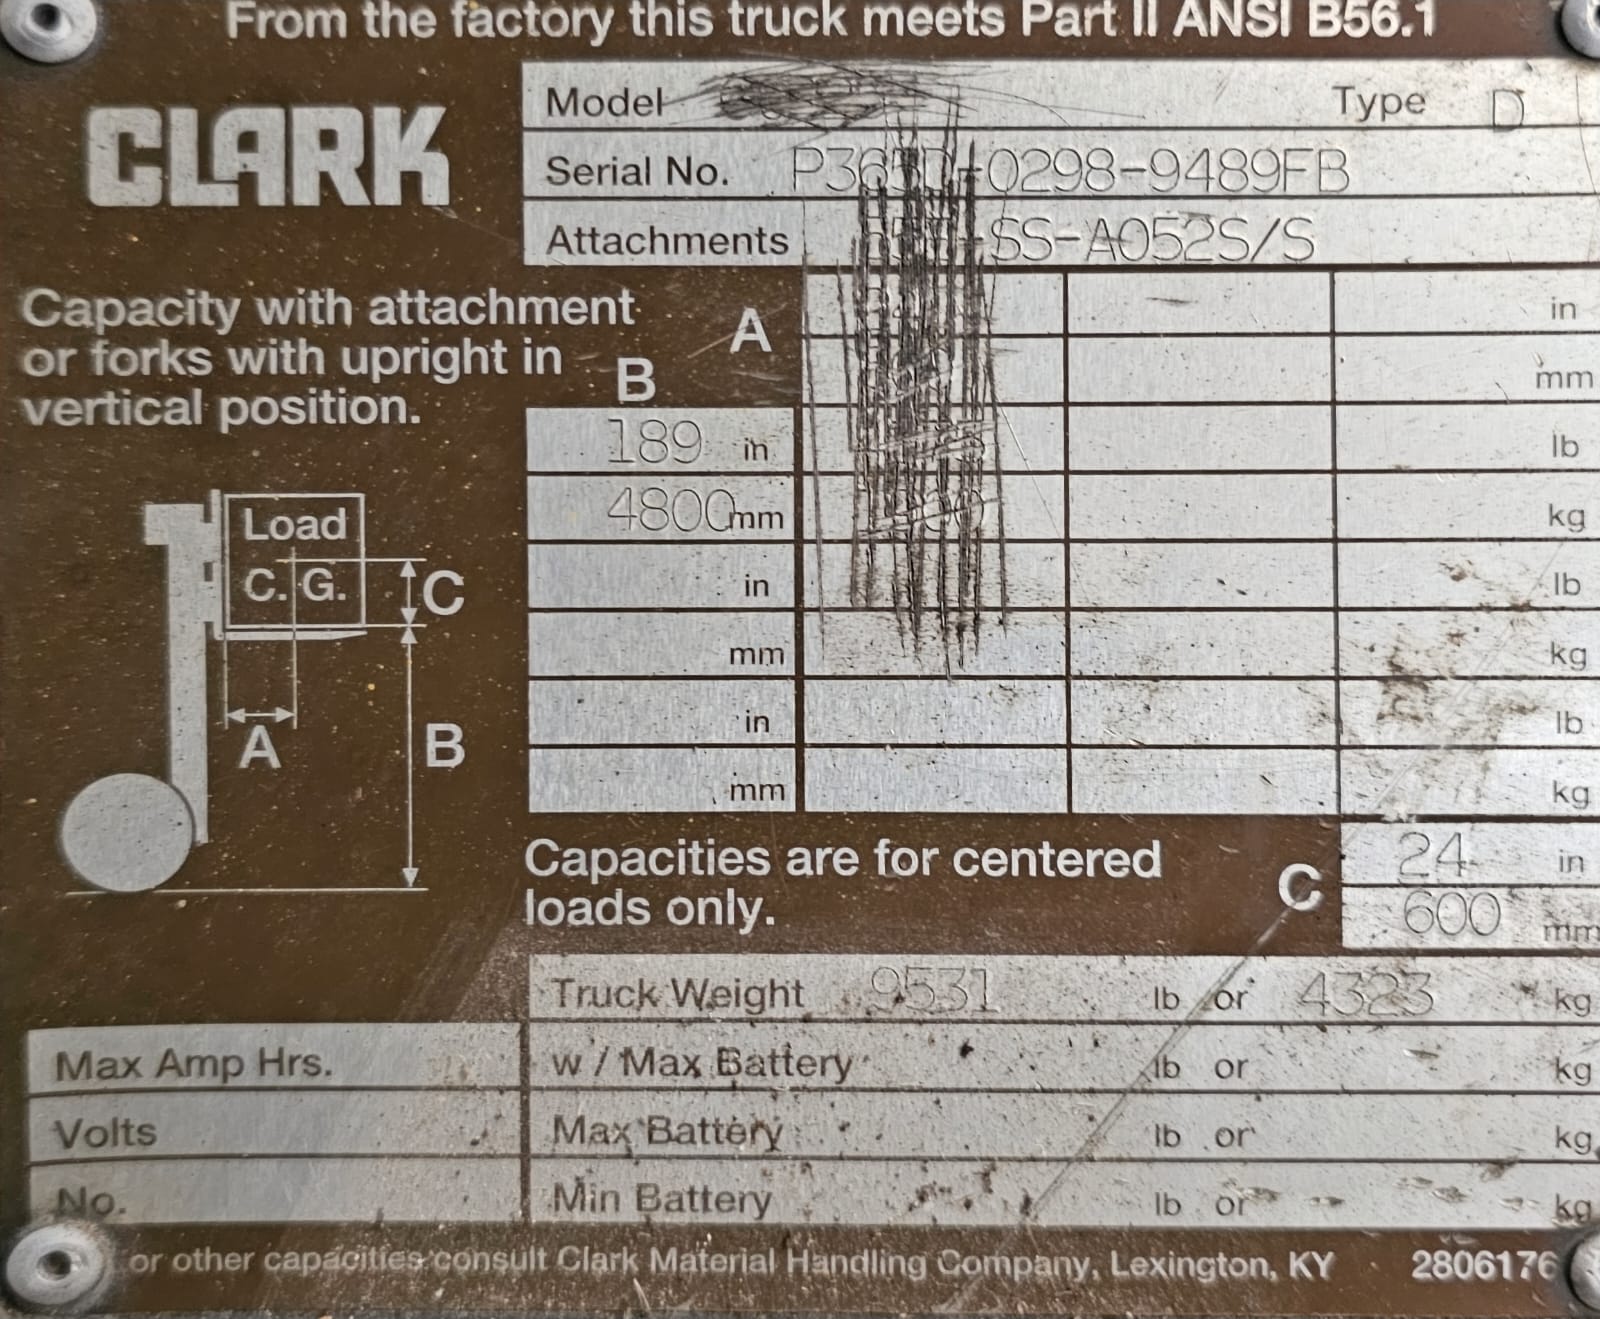 From the factory this truck meets Part II ANSI B56.1
CLARK
Model Type D
Serial No. P365D-0298-9489FB
Attachments SS-A052S/S
Capacity with attachment
or forks with upright in
vertical position.
A in
B mm
189 in lb
4800 mm kg
in lb
mm kg
in lb
mm kg
Load
C.G.
C
A
B
Capacities are for centered
loads only.
C 24 in
600 mm
Truck Weight 9531 lb or 4323 kg
Max Amp Hrs. w / Max Battery lb or kg
Volts Max Battery lb or kg
No. Min Battery lb or kg
or other capacities consult Clark Material Handling Company, Lexington, KY 2806176